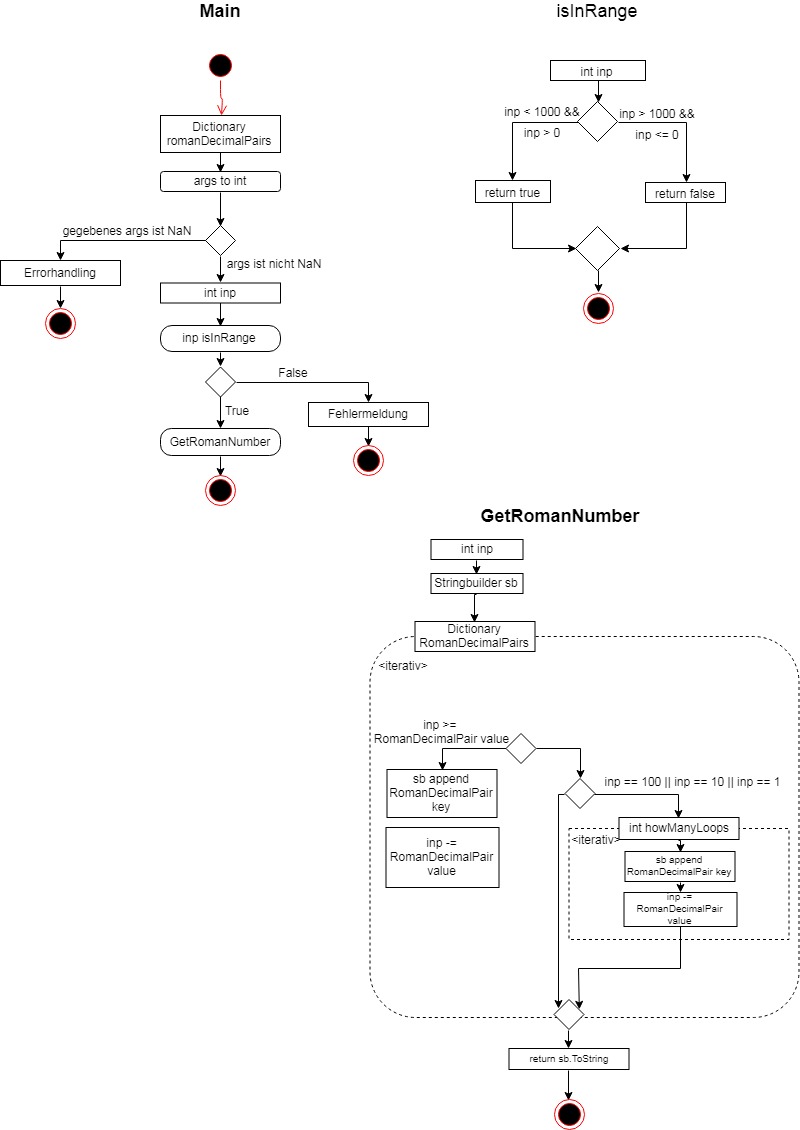 Main
Dictionary
romanDecimalPairs
args to int
gegebenes args ist NaN
Errorhandling
args ist nicht NaN
int inp
inp isInRange
False
Fehlermeldung
True
GetRomanNumber
isInRange
int inp
inp < 1000 &&
inp > 0
inp > 1000 &&
inp <= 0
return true
return false
GetRomanNumber
int inp
Stringbuilder sb
Dictionary
RomanDecimalPairs
<iterativ>
inp >=
RomanDecimalPair value
sb append
RomanDecimalPair
key
inp -=
RomanDecimalPair
value
inp == 100 || inp == 10 || inp == 1
int howManyLoops
<iterativ>
sb append
RomanDecimalPair key
inp -=
RomanDecimalPair
value
return sb.ToString